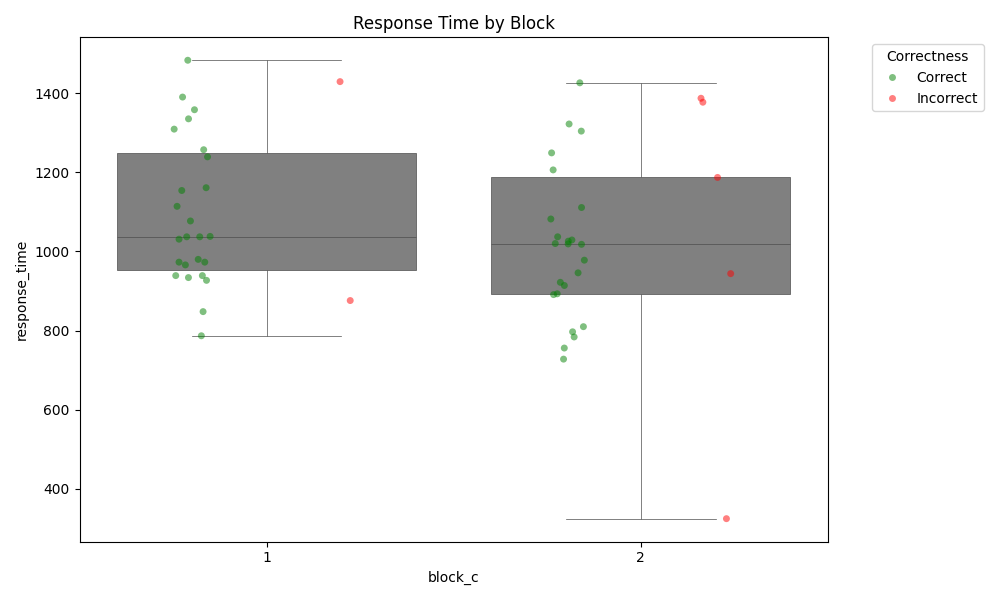 Response Time by Block
Correctness
Correct
Incorrect
response_time
1400
1200
1000
800
600
400
1
2
block_c